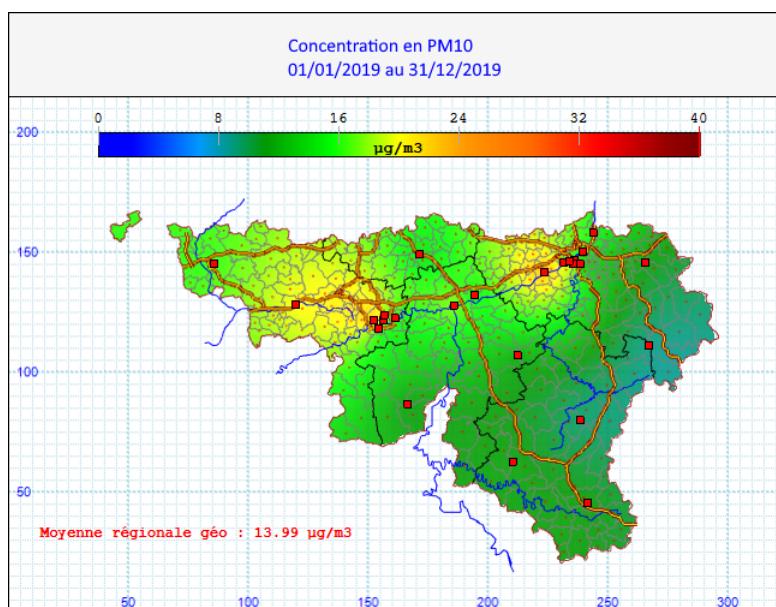 Concentration en PM10
01/01/2019 au 31/12/2019
0 8 16 24 32 40
µg/m3
200
150
100
50
Moyenne régionale géo : 13.99 µg/m3
50 100 150 200 250 300